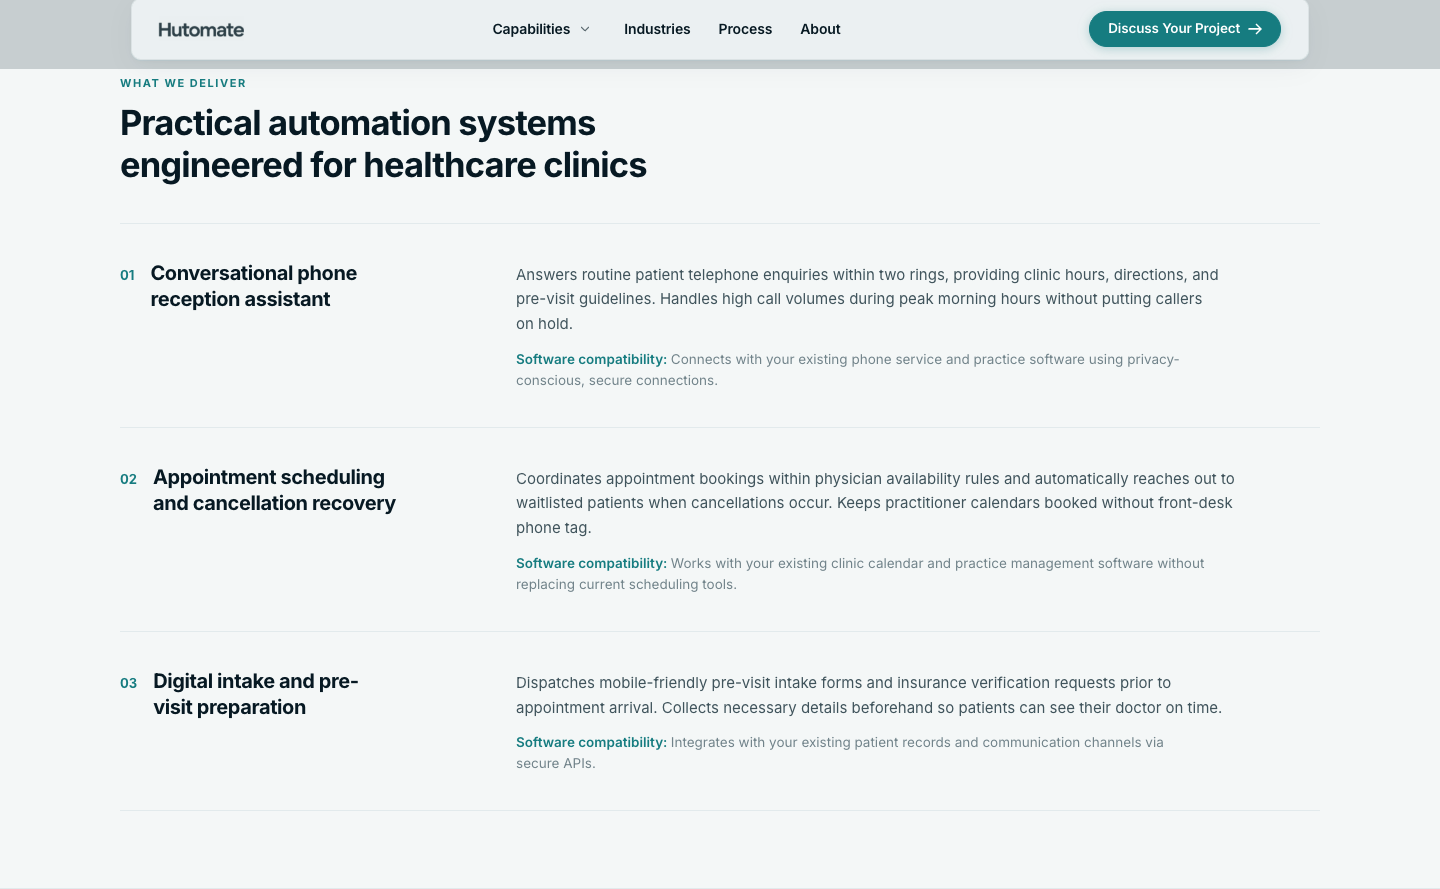 Hutomate
Capabilities
Industries
Process
About
Discuss Your Project
WHAT WE DELIVER
Practical automation systems
engineered for healthcare clinics
01
Conversational phone
reception assistant
Answers routine patient telephone enquiries within two rings, providing clinic hours, directions, and
pre-visit guidelines. Handles high call volumes during peak morning hours without putting callers
on hold.
Software compatibility: Connects with your existing phone service and practice software using privacy-
conscious, secure connections.
02
Appointment scheduling
and cancellation recovery
Coordinates appointment bookings within physician availability rules and automatically reaches out to
waitlisted patients when cancellations occur. Keeps practitioner calendars booked without front-desk
phone tag.
Software compatibility: Works with your existing clinic calendar and practice management software without
replacing current scheduling tools.
03
Digital intake and pre-
visit preparation
Dispatches mobile-friendly pre-visit intake forms and insurance verification requests prior to
appointment arrival. Collects necessary details beforehand so patients can see their doctor on time.
Software compatibility: Integrates with your existing patient records and communication channels via
secure APIs.